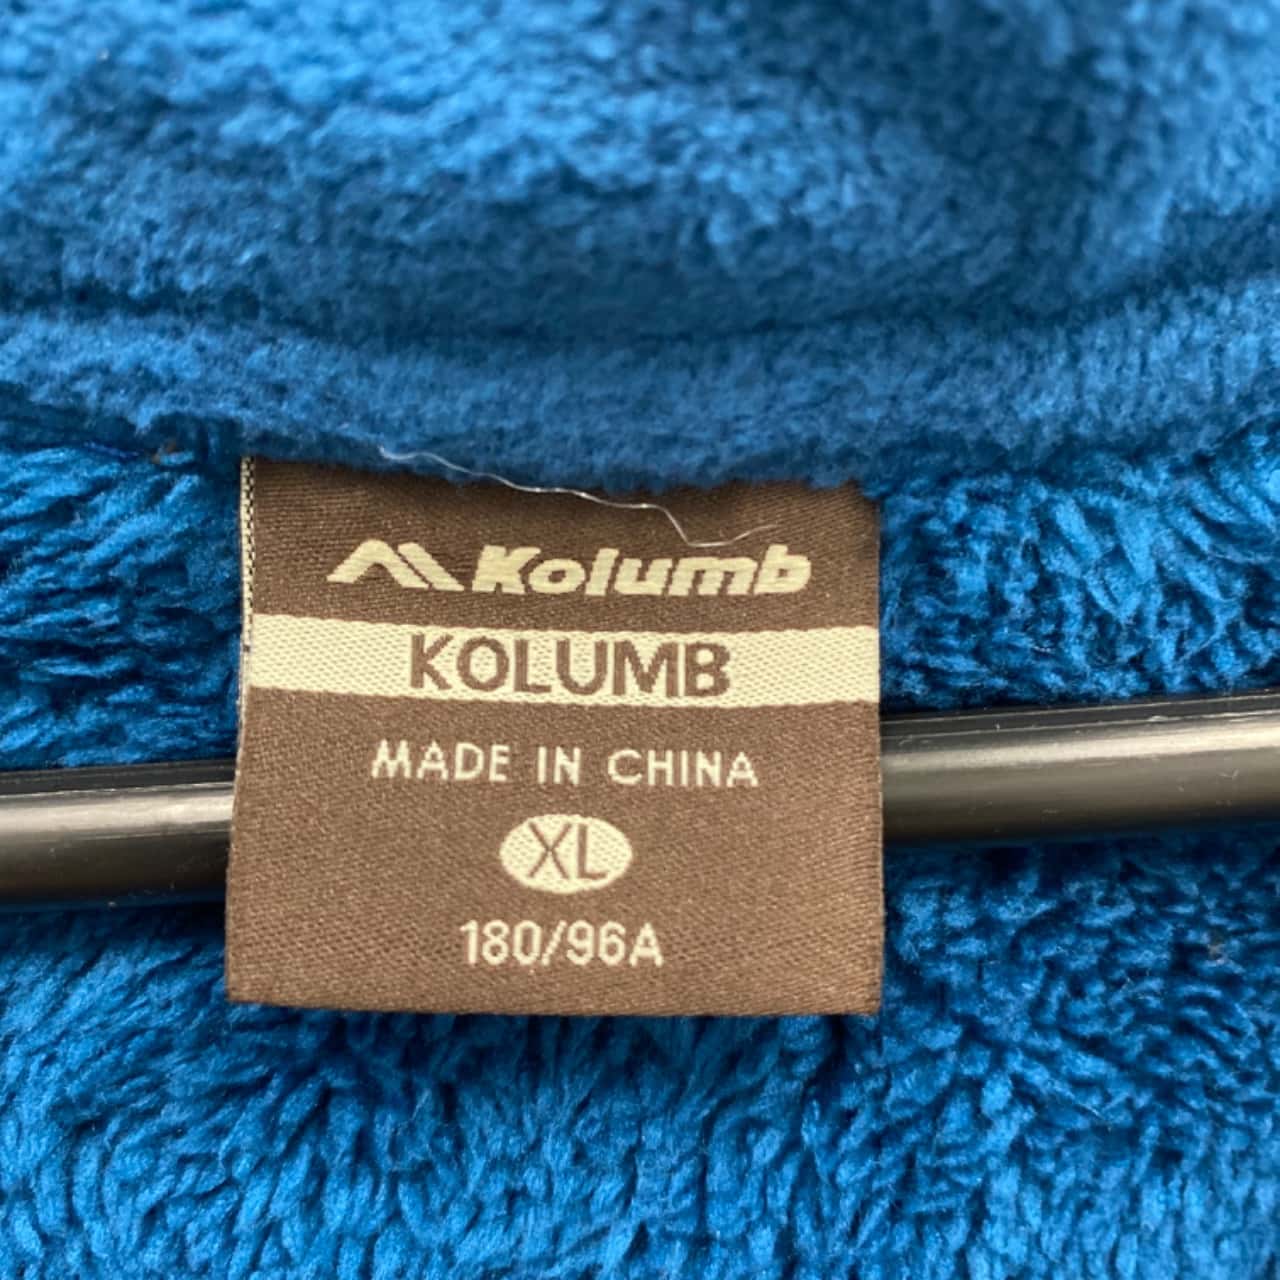 Kolumb
KOLUMB
MADE IN CHINA
XL
180/96A